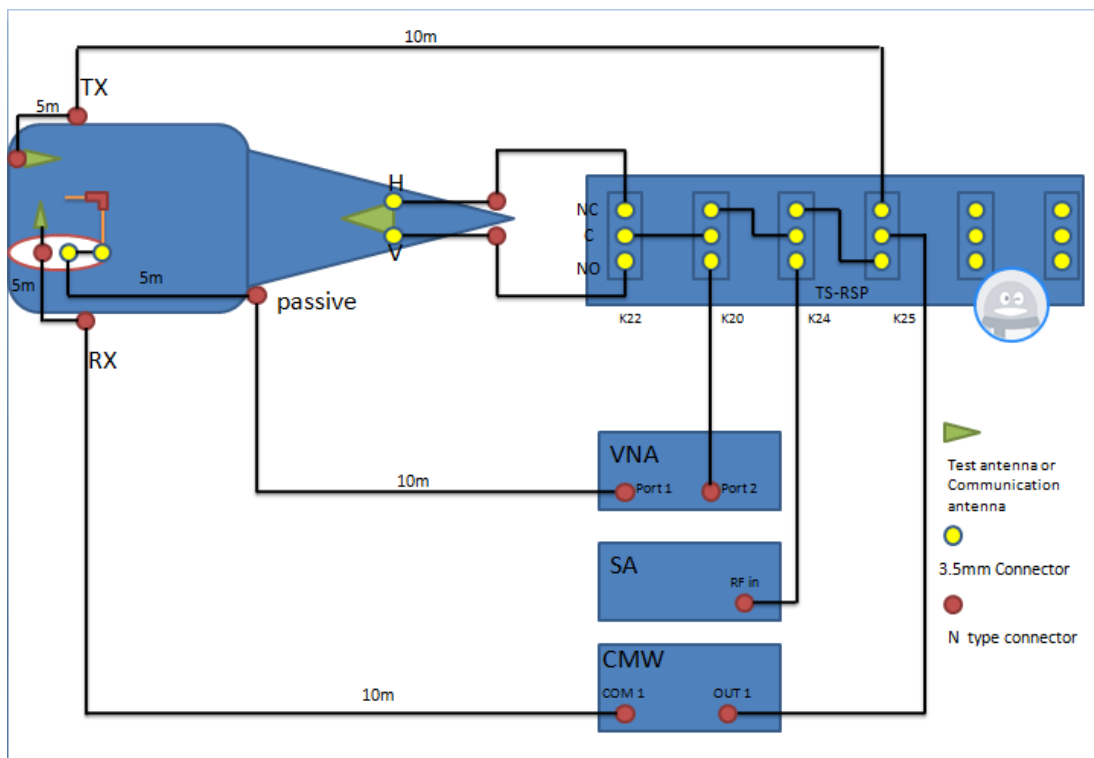 10m
TX
5m
H
NC
C
V
NO
5m
5m
passive
TS-RSP
K22
K20
K24
K25
RX
VNA
Port 1
Port 2
10m
Test antenna or
Communication
antenna
SA
3.5mm Connector
RF in
N type connector
CMW
COM 1
OUT 1
10m